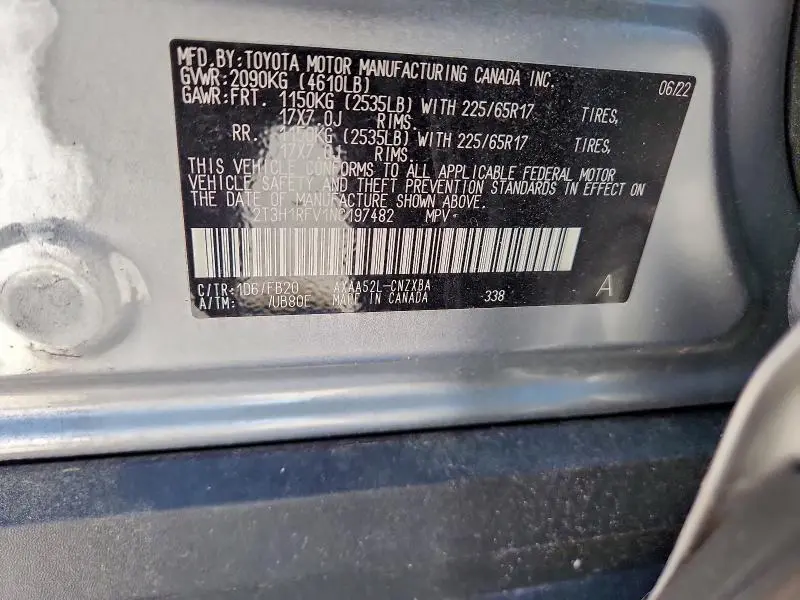 MFD.BY:TOYOTA MOTOR MANUFACTURING CANADA INC.
GVWR:2090KG (4610LB) 06/22
GAWR:FRT. 1150KG (2535LB) WITH 225/65R17 TIRES,
17X7.0J RIMS.
RR. 1150KG (2535LB) WITH 225/65R17 TIRES,
17X7.0J RIMS.
THIS VEHICLE CONFORMS TO ALL APPLICABLE FEDERAL MOTOR
VEHICLE SAFETY AND THEFT PREVENTION STANDARDS IN EFFECT ON
THE DATE OF MANUFACTURE SHOWN ABOVE.
2T3H1RFV1NC197482 MPV
C/TR:1D6/FB20 AXAA52L-CNZXBA
A/TM: /UB80F MADE IN CANADA 338 A